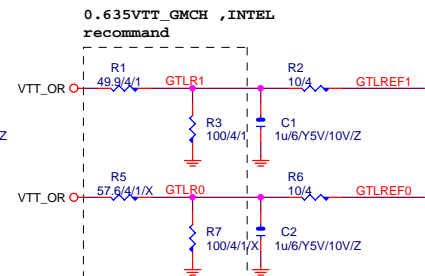 0.635VTT_GMCH ,INTEL
recommand
R1
49.9/4/1
GTLR1
R2
10/4
GTLREF1
VTT_OR
R3
100/4/1
C1
1u/6/Y5V/10V/Z
Z
R5
57.6/4/1/X
GTLR0
R6
10/4
GTLREF0
VTT_OR
R7
100/4/1/X
C2
1u/6/Y5V/10V/Z